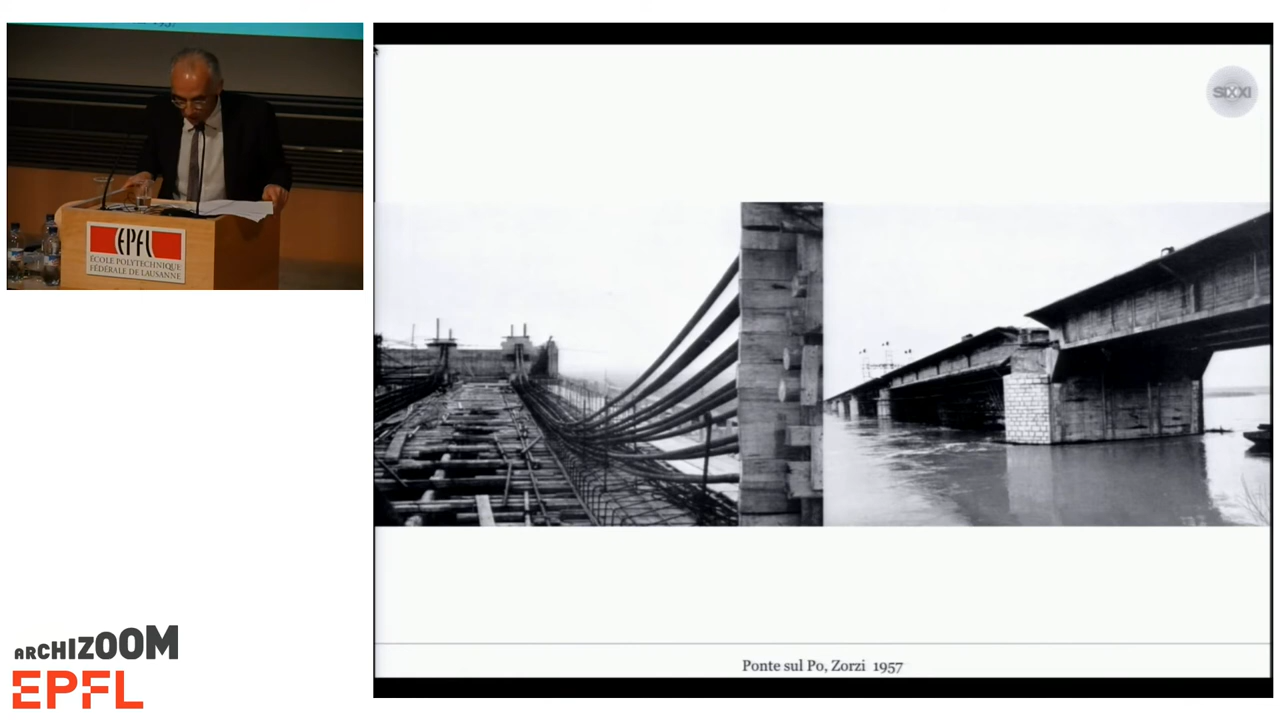 EPFL
ÉCOLE POLYTECHNIQUE
FÉDÉRALE DE LAUSANNE
SIXXI
Ponte sul Po, Zorzi 1957
ARCHIZOOM
EPFL